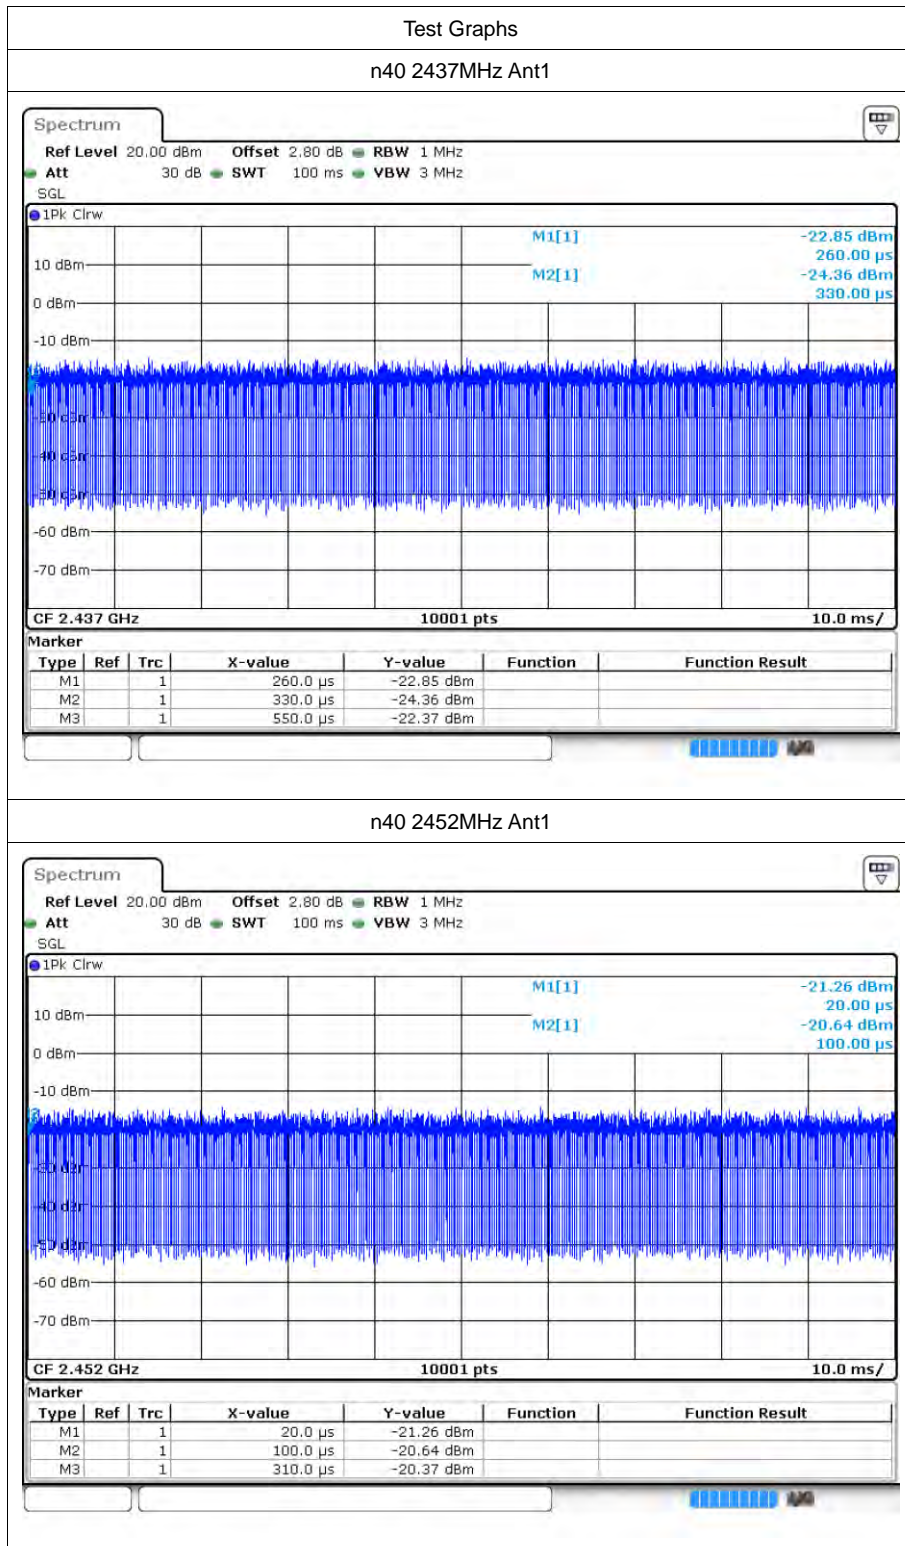 Test Graphs
n40 2437MHz Ant1
Spectrum
Ref Level 20.00 dBm Offset 2.80 dB RBW 1 MHz
Att 30 dB SWT 100 ms VBW 3 MHz
SGL
1Pk Clrw
M1[1] -22.85 dBm
260.00 µs
10 dBm
M2[1] -24.36 dBm
330.00 µs
0 dBm
-10 dBm
-60 dBm
-70 dBm
CF 2.437 GHz 10001 pts 10.0 ms/
Marker
Type Ref Trc X-value Y-value Function Function Result
M1 1 260.0 µs -22.85 dBm
M2 1 330.0 µs -24.36 dBm
M3 1 550.0 µs -22.37 dBm
n40 2452MHz Ant1
Spectrum
Ref Level 20.00 dBm Offset 2.80 dB RBW 1 MHz
Att 30 dB SWT 100 ms VBW 3 MHz
SGL
1Pk Clrw
M1[1] -21.26 dBm
20.00 µs
10 dBm
M2[1] -20.64 dBm
100.00 µs
0 dBm
-10 dBm
-60 dBm
-70 dBm
CF 2.452 GHz 10001 pts 10.0 ms/
Marker
Type Ref Trc X-value Y-value Function Function Result
M1 1 20.0 µs -21.26 dBm
M2 1 100.0 µs -20.64 dBm
M3 1 310.0 µs -20.37 dBm